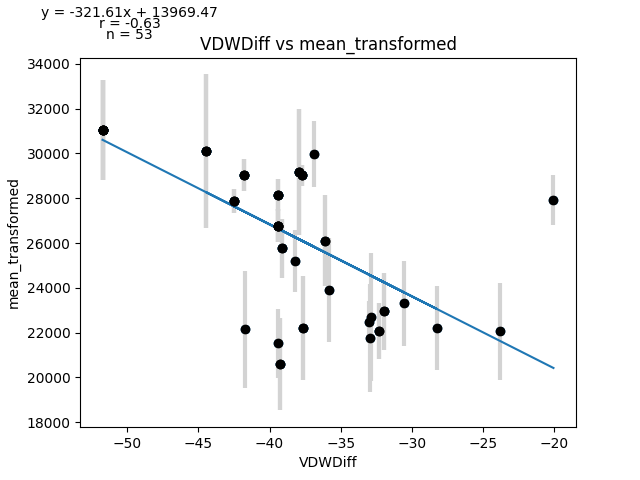 y = -321.61x + 13969.47
r = -0.63
n = 53
VDWDiff vs mean_transformed
34000
32000
30000
28000
26000
24000
22000
20000
18000
mean_transformed
−50
−45
−40
−35
−30
−25
−20
VDWDiff